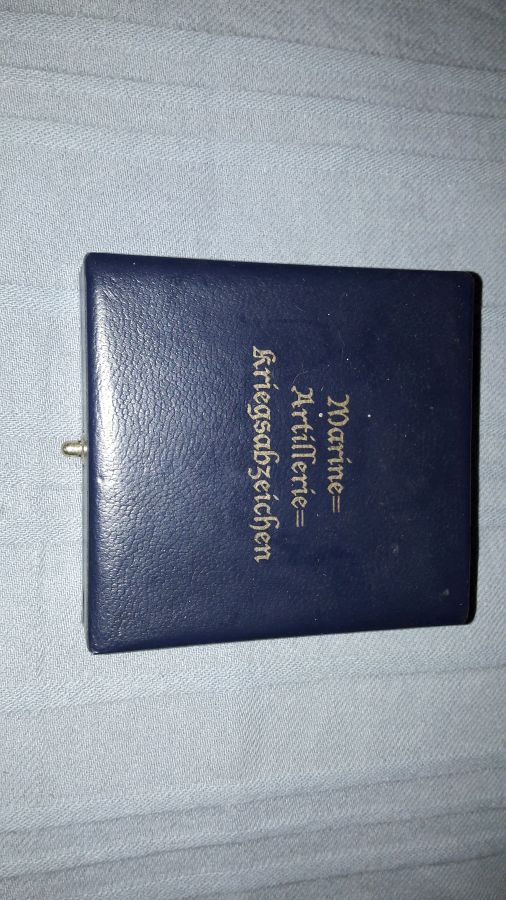 Marine=
Artillerie=
Kriegsabzeichen